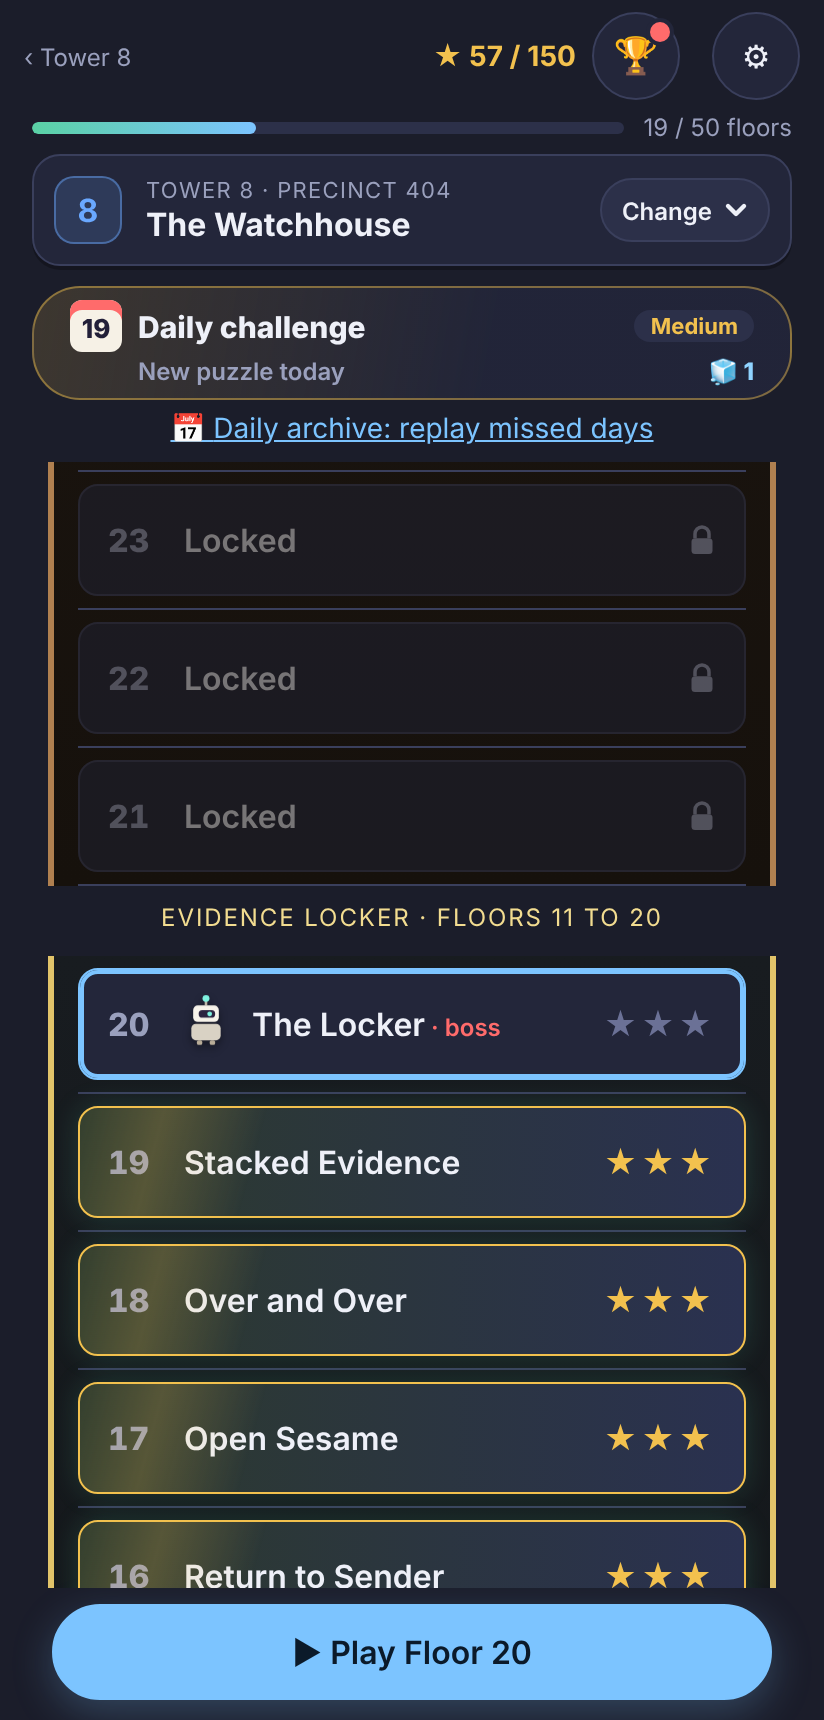 ‹ Tower 8
★ 57 / 150
19 / 50 floors
8
TOWER 8 · PRECINCT 404
The Watchhouse
Change
19
Daily challenge
Medium
New puzzle today
1
July
17
Daily archive: replay missed days
23 Locked
22 Locked
21 Locked
EVIDENCE LOCKER · FLOORS 11 TO 20
20 The Locker · boss ★ ★ ★
19 Stacked Evidence ★ ★ ★
18 Over and Over ★ ★ ★
17 Open Sesame ★ ★ ★
16 Return to Sender ★ ★ ★
▶ Play Floor 20